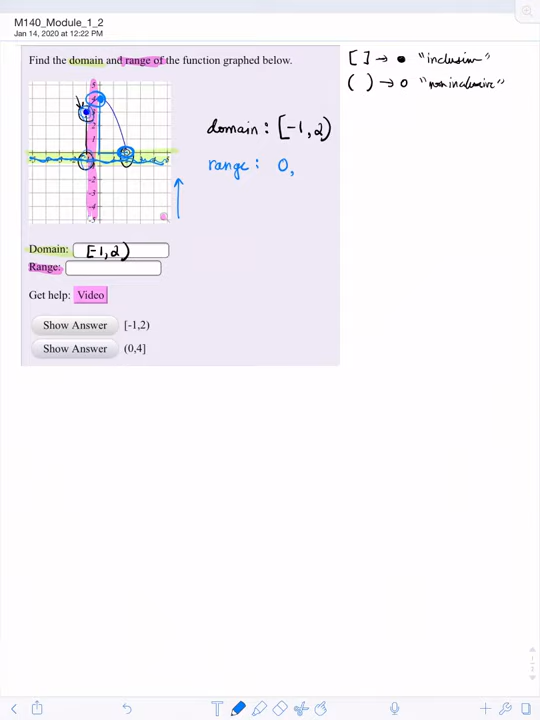 M140_Module_1_2
Jan 14, 2020 at 12:22 PM
Find the domain and range of the function graphed below.
[ ] → ● "inclusive"
( ) → ○ "noninclusive"
domain : [-1, 2)
range : 0,
Domain: [-1, 2)
Range:
Get help: Video
Show Answer [-1,2)
Show Answer (0,4]